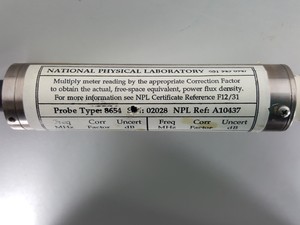 NATIONAL PHYSICAL LABORATORY
Multiply meter reading by the appropriate Correction Factor
to obtain the actual, free-space equivalent, power flux density.
For more information see NPL Certificate Reference F12/31
Probe Type: 8654 02028 NPL Ref: A10437
Freq Corr Uncert Freq Corr Uncert
MHz Factor dB MHz Factor dB